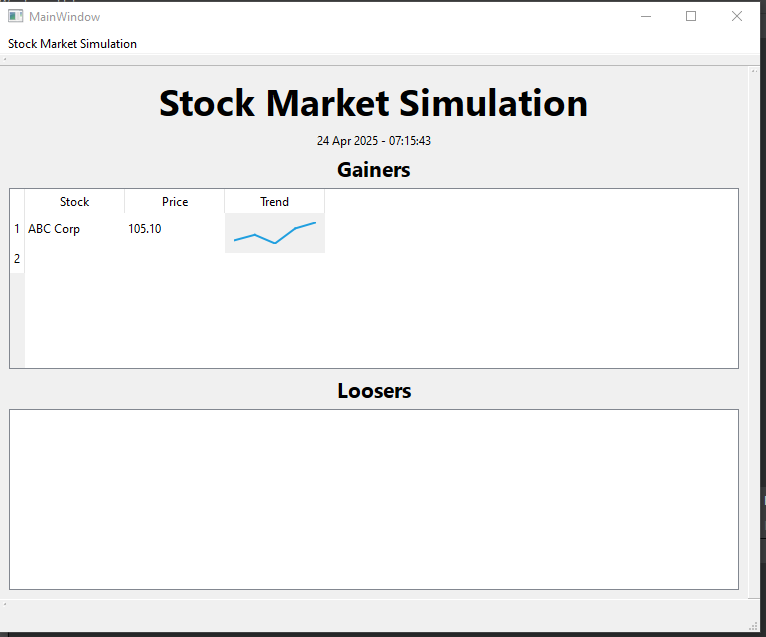 MainWindow
Stock Market Simulation
Stock Market Simulation
24 Apr 2025 - 07:15:43
Gainers
Stock Price Trend
1 ABC Corp 105.10
2
Loosers